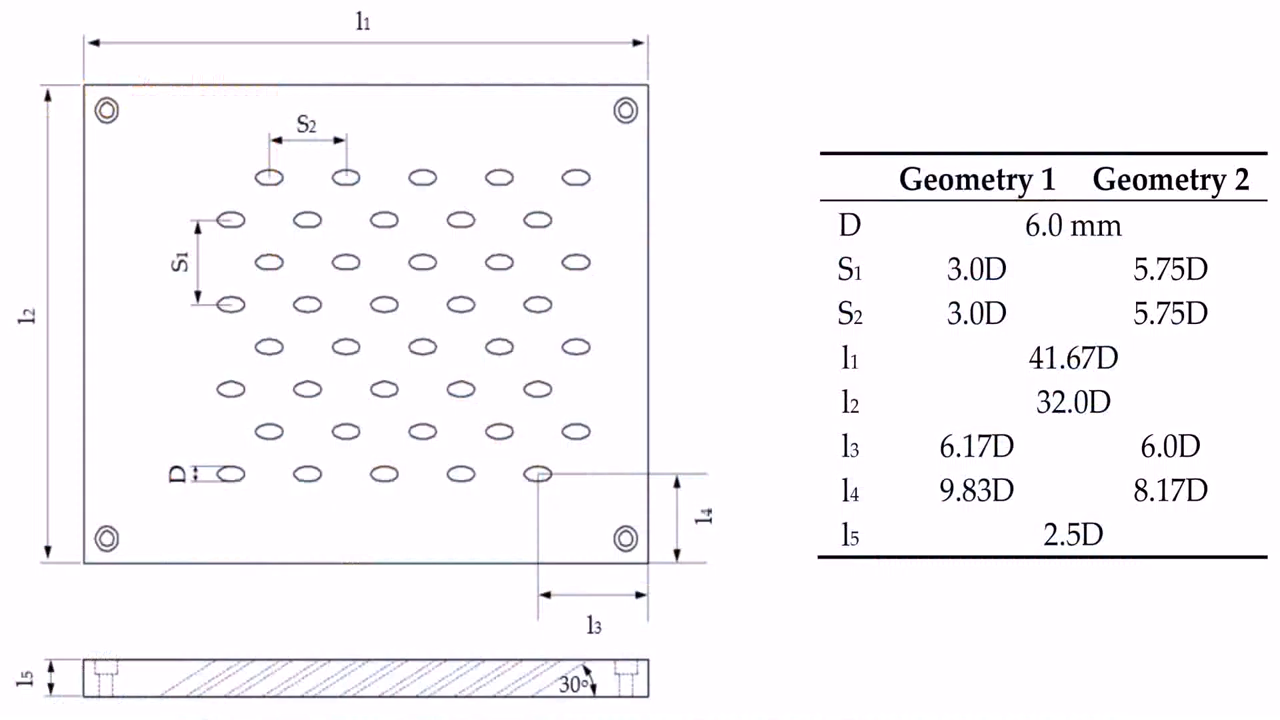 l₁
S₂
S₁
l₂
D
l₄
l₃
l₅
30°
Geometry 1 Geometry 2
D 6.0 mm
S₁ 3.0D 5.75D
S₂ 3.0D 5.75D
l₁ 41.67D
l₂ 32.0D
l₃ 6.17D 6.0D
l₄ 9.83D 8.17D
l₅ 2.5D